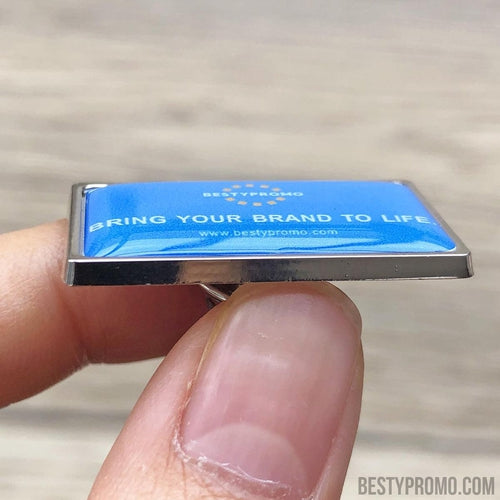 BESTYPROMO
BRING YOUR BRAND TO LIFE
www.bestypromo.com
BESTYPROMO.COM